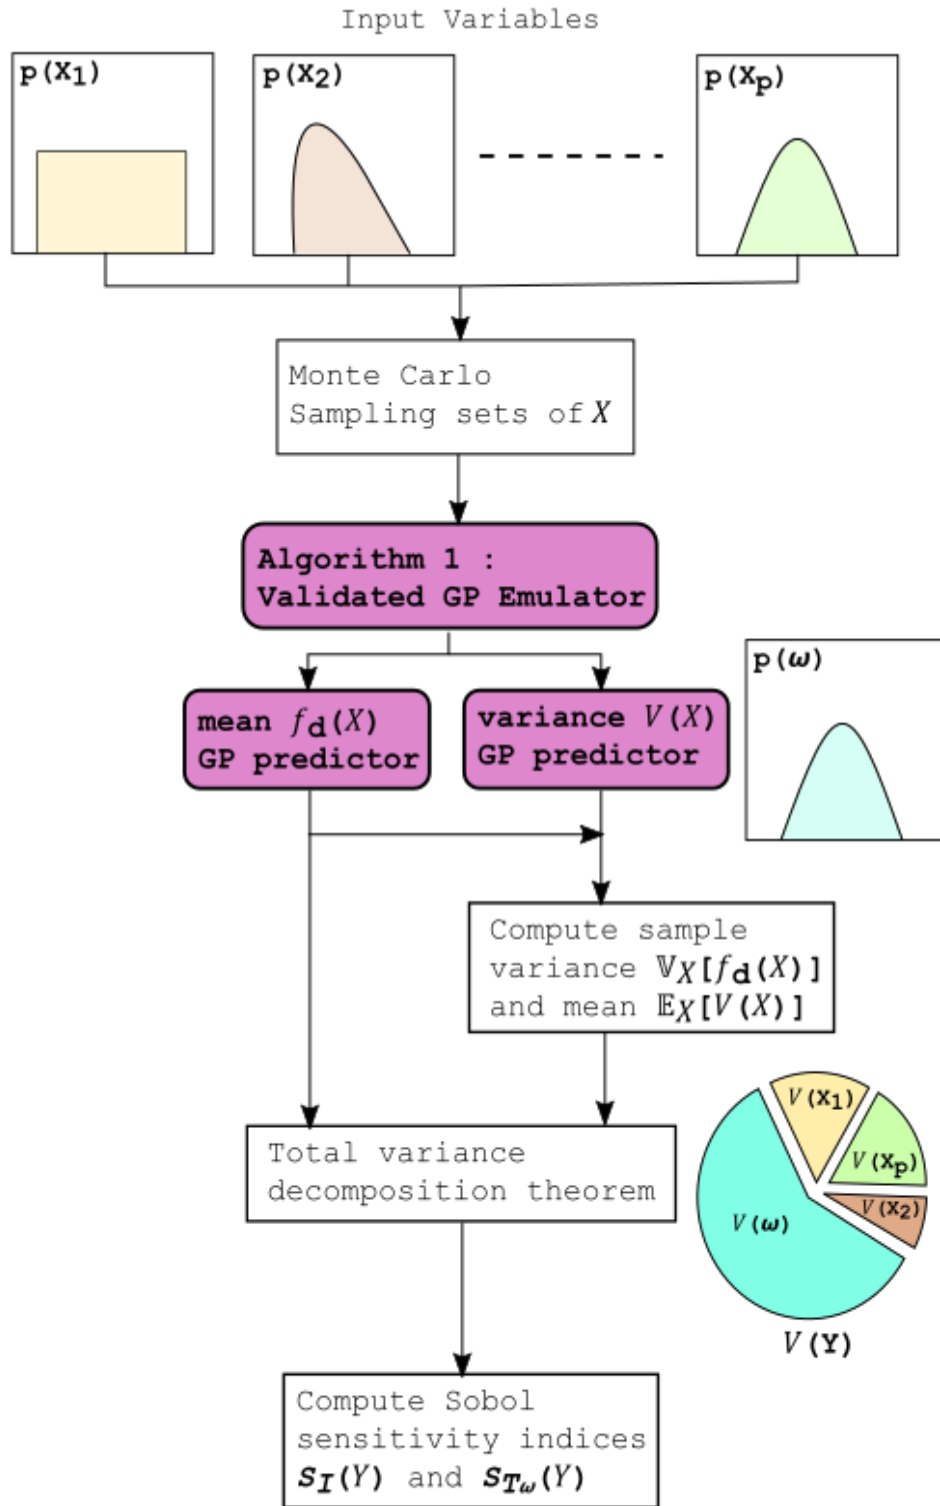 Input Variables
p(X1)
p(X2)
p(Xp)
Monte Carlo
Sampling sets of X
Algorithm 1 :
Validated GP Emulator
mean fd(X)
GP predictor
variance V(X)
GP predictor
p(ω)
Compute sample
variance 𝕍X[fd(X)]
and mean 𝔼X[V(X)]
V(X1)
V(Xp)
V(X2)
V(ω)
V(Y)
Total variance
decomposition theorem
Compute Sobol
sensitivity indices
SI(Y) and STω(Y)